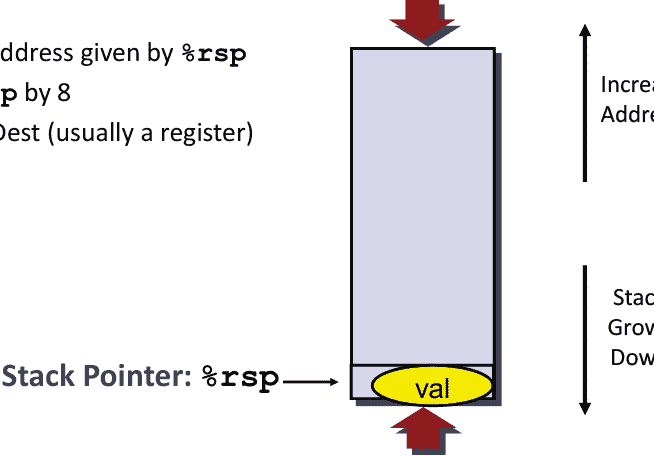 ddress given by %rsp
p by 8
Dest (usually a register)
Increa
Addre
Stac
Grow
Dow
Stack Pointer: %rsp
val